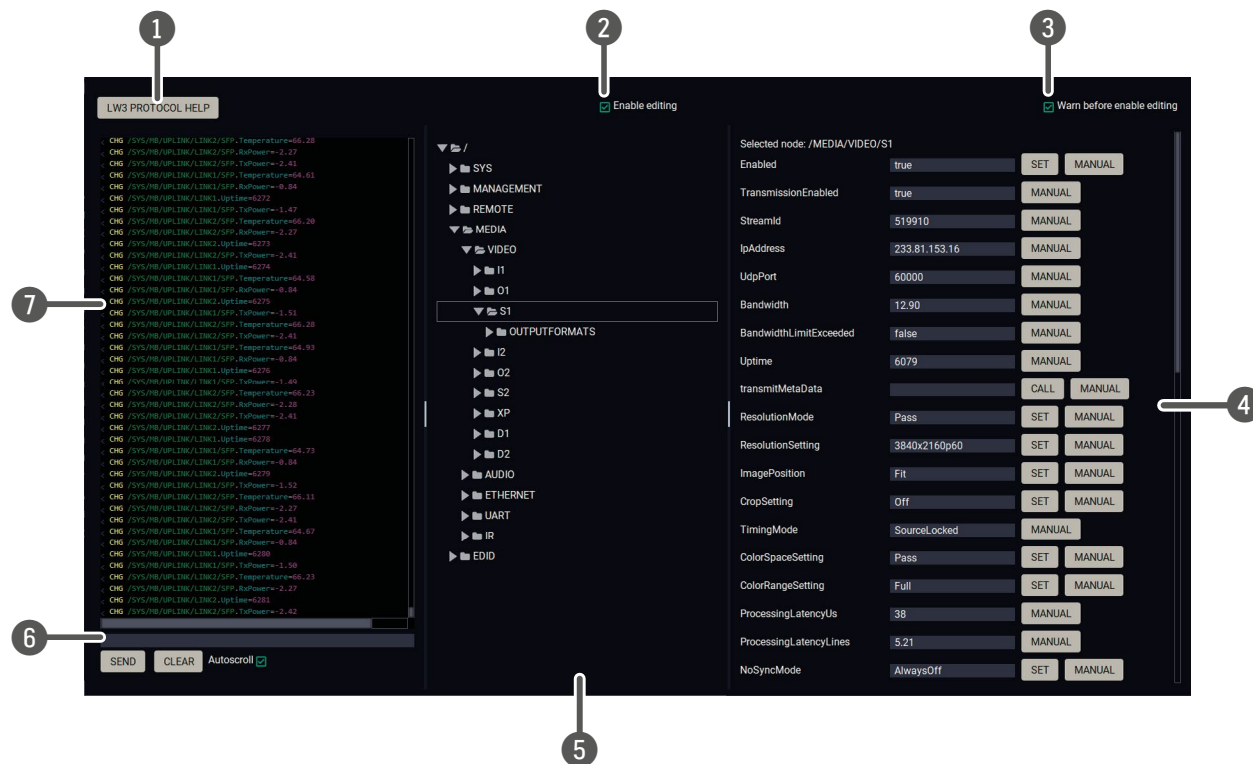 1
2
3
LW3 PROTOCOL HELP
Enable editing
Warn before enable editing
7
< CHG /SYS/MB/UPLINK/LINK2/SFP.Temperature=66.28
< CHG /SYS/MB/UPLINK/LINK2/SFP.RxPower=-2.27
< CHG /SYS/MB/UPLINK/LINK2/SFP.TxPower=-2.41
< CHG /SYS/MB/UPLINK/LINK1/SFP.Temperature=64.61
< CHG /SYS/MB/UPLINK/LINK1/SFP.RxPower=-0.84
< CHG /SYS/MB/UPLINK/LINK1.Uptime=6272
< CHG /SYS/MB/UPLINK/LINK1/SFP.TxPower=-1.47
< CHG /SYS/MB/UPLINK/LINK2/SFP.Temperature=66.20
< CHG /SYS/MB/UPLINK/LINK2/SFP.RxPower=-2.27
< CHG /SYS/MB/UPLINK/LINK2.Uptime=6273
< CHG /SYS/MB/UPLINK/LINK2/SFP.TxPower=-2.41
< CHG /SYS/MB/UPLINK/LINK1.Uptime=6274
< CHG /SYS/MB/UPLINK/LINK1/SFP.Temperature=64.58
< CHG /SYS/MB/UPLINK/LINK1/SFP.RxPower=-0.84
< CHG /SYS/MB/UPLINK/LINK2.Uptime=6275
< CHG /SYS/MB/UPLINK/LINK1/SFP.TxPower=-1.51
< CHG /SYS/MB/UPLINK/LINK2/SFP.Temperature=66.28
< CHG /SYS/MB/UPLINK/LINK2/SFP.TxPower=-2.41
< CHG /SYS/MB/UPLINK/LINK1/SFP.Temperature=64.93
< CHG /SYS/MB/UPLINK/LINK1/SFP.RxPower=-0.84
< CHG /SYS/MB/UPLINK/LINK1.Uptime=6276
< CHG /SYS/MB/UPLINK/LINK1/SFP.TxPower=-1.49
< CHG /SYS/MB/UPLINK/LINK2/SFP.Temperature=66.23
< CHG /SYS/MB/UPLINK/LINK2/SFP.RxPower=-2.28
< CHG /SYS/MB/UPLINK/LINK2/SFP.TxPower=-2.41
< CHG /SYS/MB/UPLINK/LINK2.Uptime=6277
< CHG /SYS/MB/UPLINK/LINK1.Uptime=6278
< CHG /SYS/MB/UPLINK/LINK1/SFP.Temperature=64.73
< CHG /SYS/MB/UPLINK/LINK1/SFP.RxPower=-0.84
< CHG /SYS/MB/UPLINK/LINK2.Uptime=6279
< CHG /SYS/MB/UPLINK/LINK1/SFP.TxPower=-1.52
< CHG /SYS/MB/UPLINK/LINK2/SFP.Temperature=66.11
< CHG /SYS/MB/UPLINK/LINK2/SFP.RxPower=-2.27
< CHG /SYS/MB/UPLINK/LINK2/SFP.TxPower=-2.41
< CHG /SYS/MB/UPLINK/LINK1/SFP.Temperature=64.67
< CHG /SYS/MB/UPLINK/LINK1/SFP.RxPower=-0.84
< CHG /SYS/MB/UPLINK/LINK1.Uptime=6280
< CHG /SYS/MB/UPLINK/LINK1/SFP.TxPower=-1.50
< CHG /SYS/MB/UPLINK/LINK2/SFP.Temperature=66.23
< CHG /SYS/MB/UPLINK/LINK2/SFP.RxPower=-2.27
< CHG /SYS/MB/UPLINK/LINK2.Uptime=6281
< CHG /SYS/MB/UPLINK/LINK2/SFP.TxPower=-2.42
6
SEND CLEAR Autoscroll
/
SYS
MANAGEMENT
REMOTE
MEDIA
VIDEO
I1
O1
S1
OUTPUTFORMATS
I2
O2
S2
XP
D1
D2
AUDIO
ETHERNET
UART
IR
EDID
5
Selected node: /MEDIA/VIDEO/S1
Enabled true SET MANUAL
TransmissionEnabled true MANUAL
StreamId 519910 MANUAL
IpAddress 233.81.153.16 MANUAL
UdpPort 60000 MANUAL
Bandwidth 12.90 MANUAL
BandwidthLimitExceeded false MANUAL
Uptime 6079 MANUAL
transmitMetaData CALL MANUAL
ResolutionMode Pass SET MANUAL
ResolutionSetting 3840x2160p60 SET MANUAL
ImagePosition Fit SET MANUAL
CropSetting Off SET MANUAL
TimingMode SourceLocked MANUAL
ColorSpaceSetting Pass SET MANUAL
ColorRangeSetting Full SET MANUAL
ProcessingLatencyUs 38 MANUAL
ProcessingLatencyLines 5.21 MANUAL
NoSyncMode AlwaysOff SET MANUAL
4